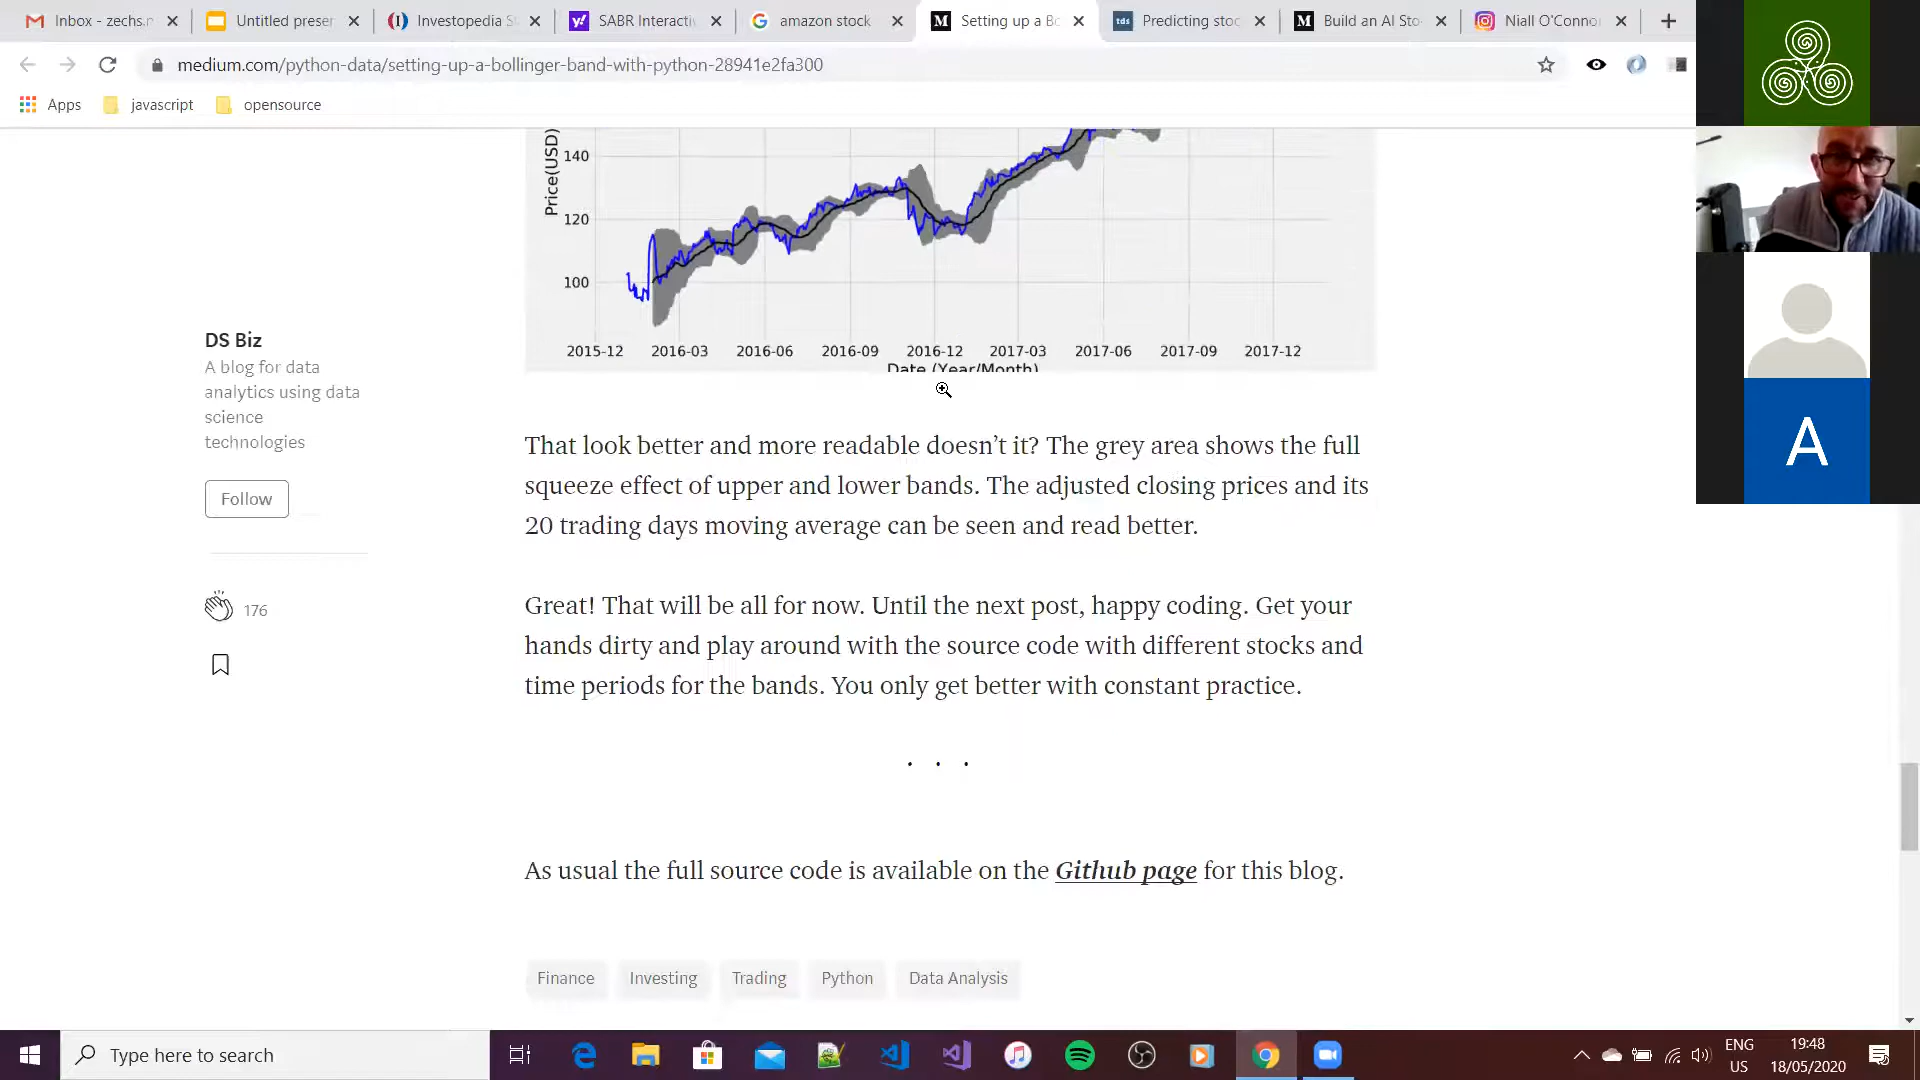 Inbox - zechs.r
Untitled preser
Investopedia S
SABR Interacti
amazon stock
Setting up a Bo
Predicting stoc
Build an AI Sto
Niall O'Conno
medium.com/python-data/setting-up-a-bollinger-band-with-python-28941e2fa300
Apps
javascript
opensource
Price(USD)
140
120
100
2015-12 2016-03 2016-06 2016-09 2016-12 2017-03 2017-06 2017-09 2017-12
Date (Year/Month)
DS Biz
A blog for data
analytics using data
science
technologies
Follow
176
That look better and more readable doesn’t it? The grey area shows the full
squeeze effect of upper and lower bands. The adjusted closing prices and its
20 trading days moving average can be seen and read better.
Great! That will be all for now. Until the next post, happy coding. Get your
hands dirty and play around with the source code with different stocks and
time periods for the bands. You only get better with constant practice.
. . .
As usual the full source code is available on the Github page for this blog.
Finance Investing Trading Python Data Analysis
A
Type here to search
ENG
US
19:48
18/05/2020